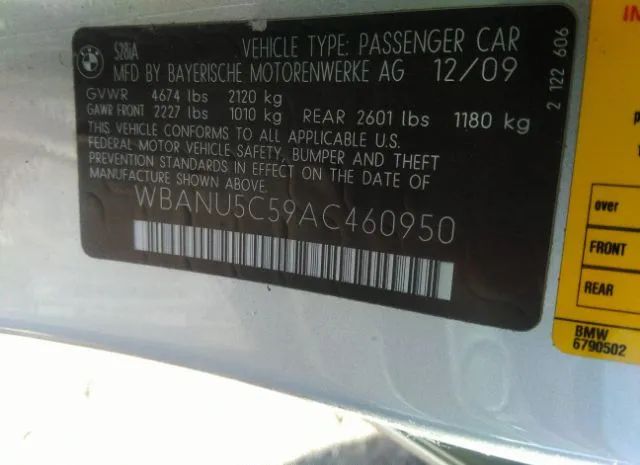 BMW
528iA
VEHICLE TYPE: PASSENGER CAR
MFD BY BAYERISCHE MOTORENWERKE AG 12/09
GVWR 4674 lbs 2120 kg
GAWR FRONT 2227 lbs 1010 kg REAR 2601 lbs 1180 kg
THIS VEHICLE CONFORMS TO ALL APPLICABLE U.S.
FEDERAL MOTOR VEHICLE SAFETY, BUMPER AND THEFT
PREVENTION STANDARDS IN EFFECT ON THE DATE OF
MANUFACTURE SHOWN ABOVE.
WBANU5C59AC460950
2 122 606
IN
p
over
FRONT
REAR
BMW
6790502